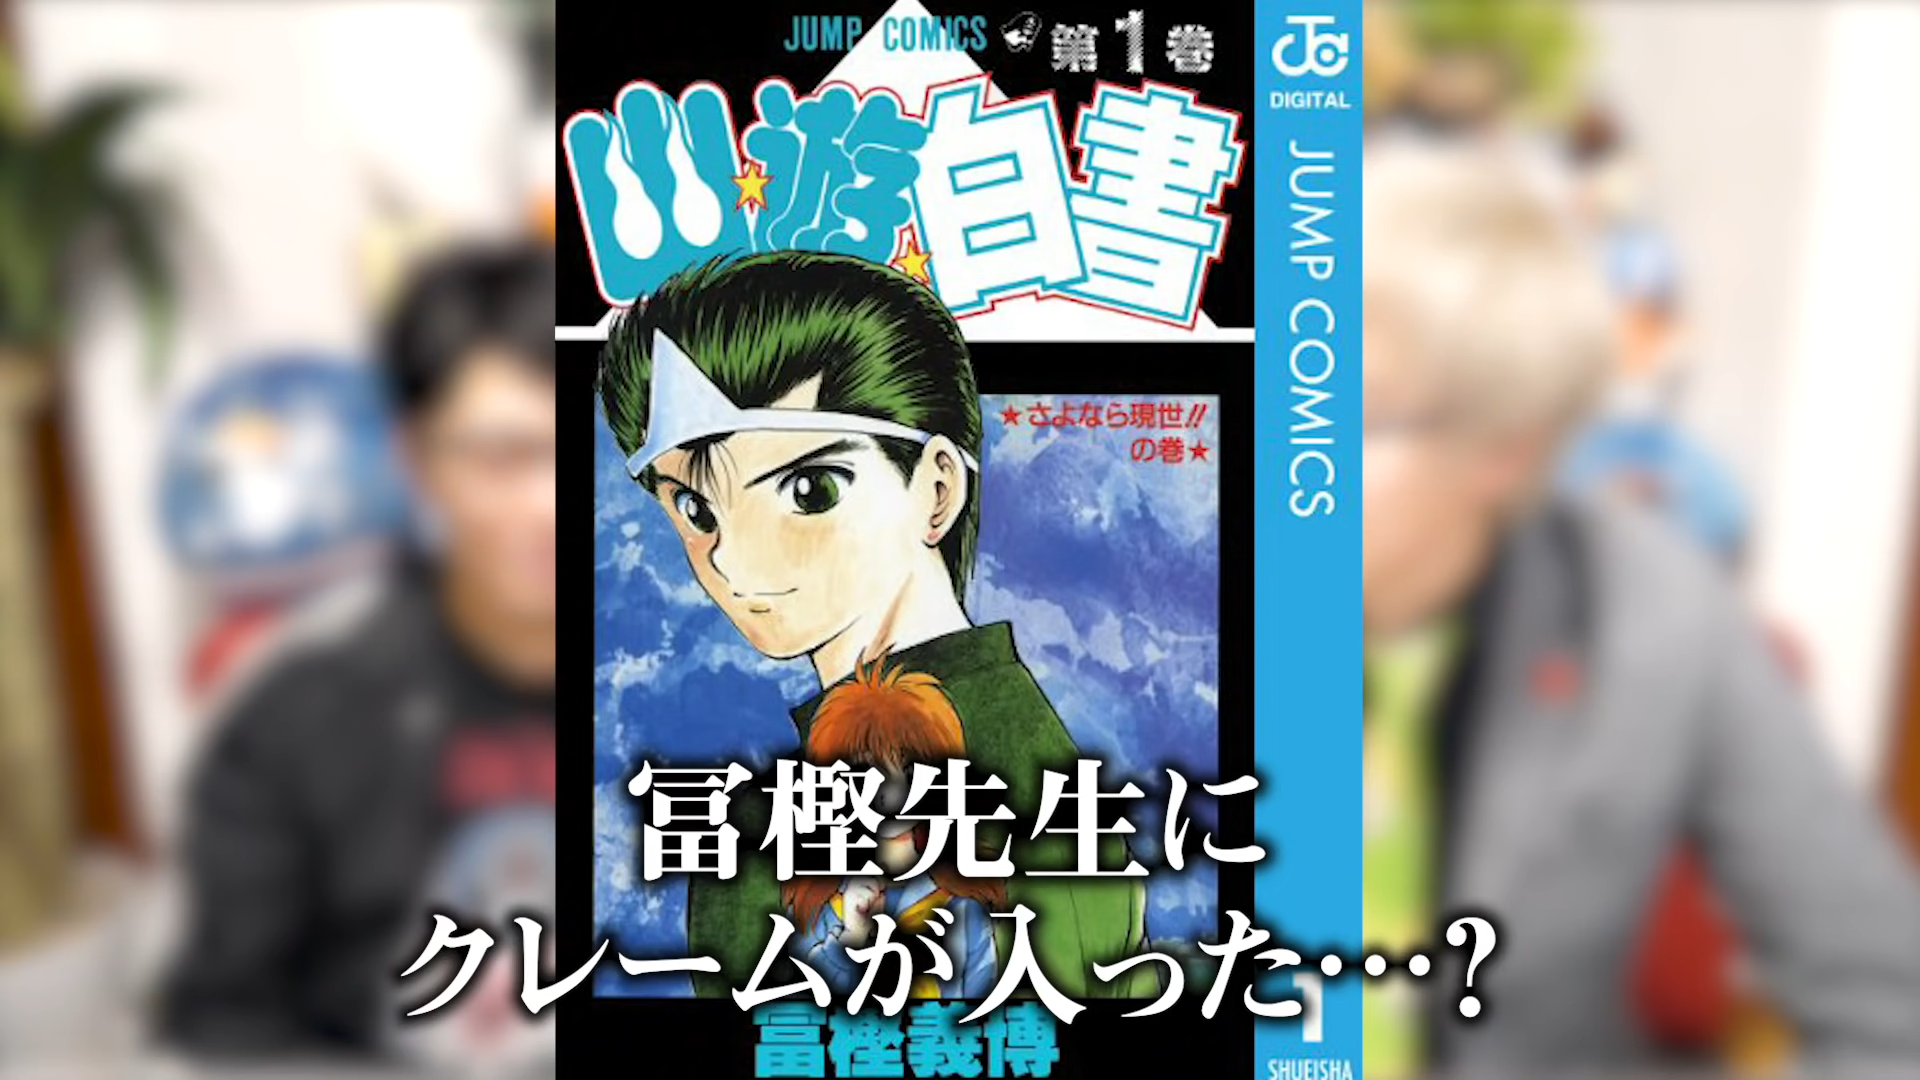 JUMP COMICS 第1巻
幽★遊★白書
★さよなら現世!!
の巻★
DIGITAL
JUMP COMICS
冨樫先生に
クレームが入った…?
冨樫義博
1
SHUEISHA